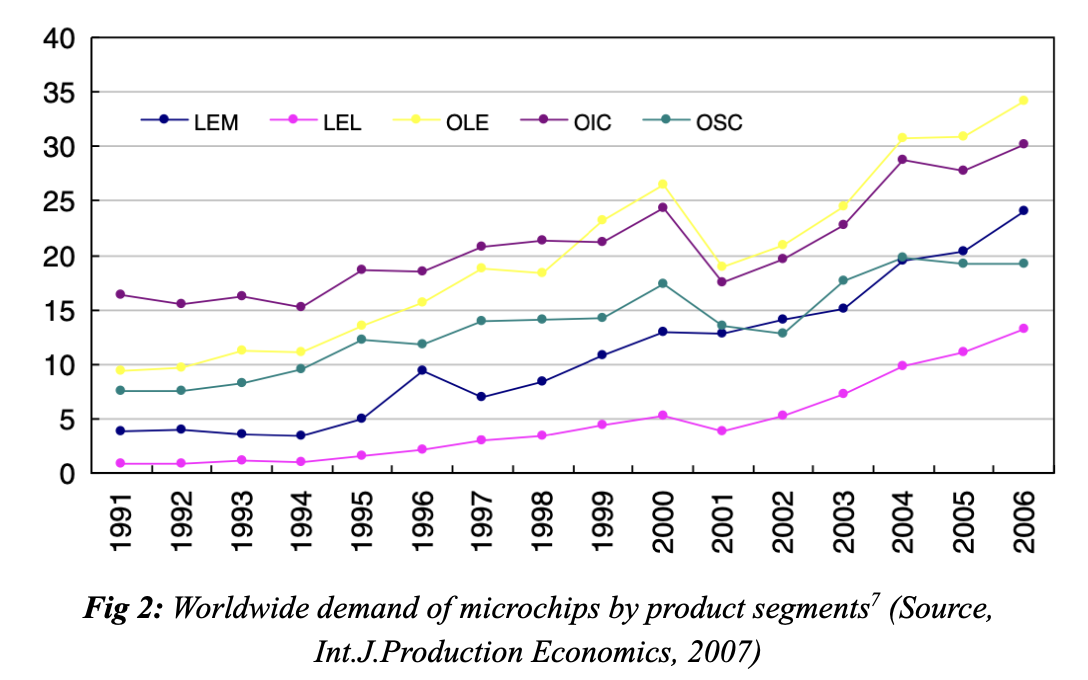 40
35
LEM LEL OLE OIC OSC
30
25
20
15
10
5
0
1991 1992 1993 1994 1995 1996 1997 1998 1999 2000 2001 2002 2003 2004 2005 2006
Fig 2: Worldwide demand of microchips by product segments7 (Source,
Int.J.Production Economics, 2007)